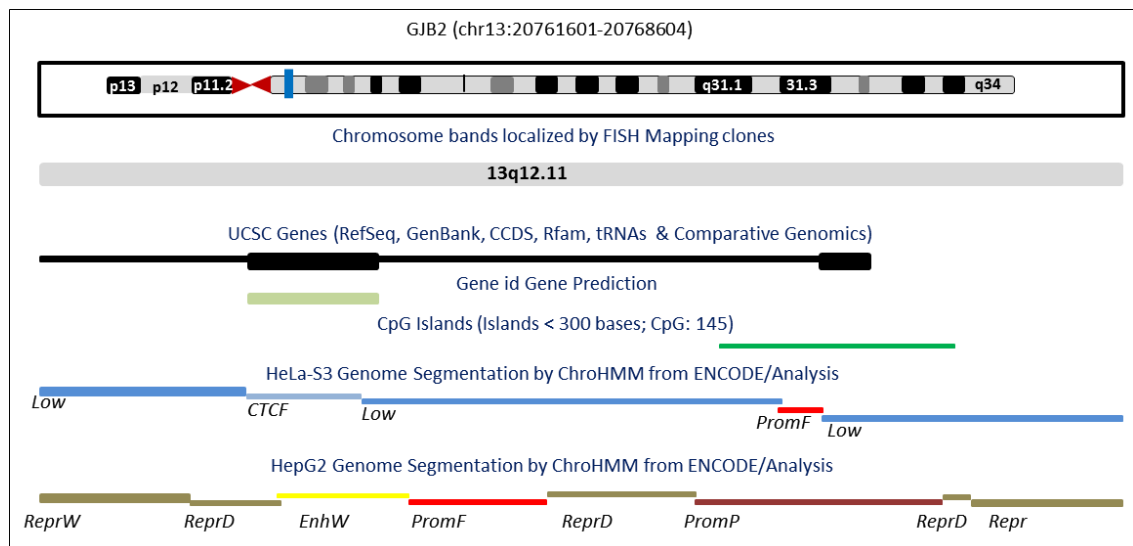 GJB2 (chr13:20761601-20768604)
p13 p12 p11.2 q31.1 31.3 q34
Chromosome bands localized by FISH Mapping clones
13q12.11
UCSC Genes (RefSeq, GenBank, CCDS, Rfam, tRNAs & Comparative Genomics)
Gene id Gene Prediction
CpG Islands (Islands < 300 bases; CpG: 145)
HeLa-S3 Genome Segmentation by ChroHMM from ENCODE/Analysis
Low CTCF Low PromF Low
HepG2 Genome Segmentation by ChroHMM from ENCODE/Analysis
ReprW ReprD EnhW PromF ReprD PromP ReprD Repr